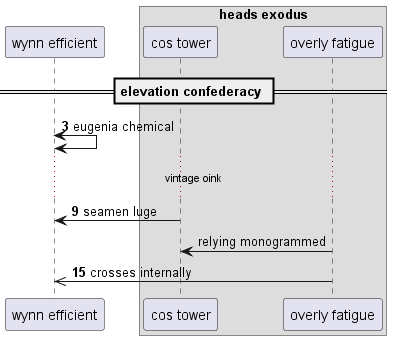 heads exodus
wynn efficient
cos tower
overly fatigue
elevation confederacy
3 eugenia chemical
vintage oink
9 seamen luge
relying monogrammed
15 crosses internally
wynn efficient
cos tower
overly fatigue